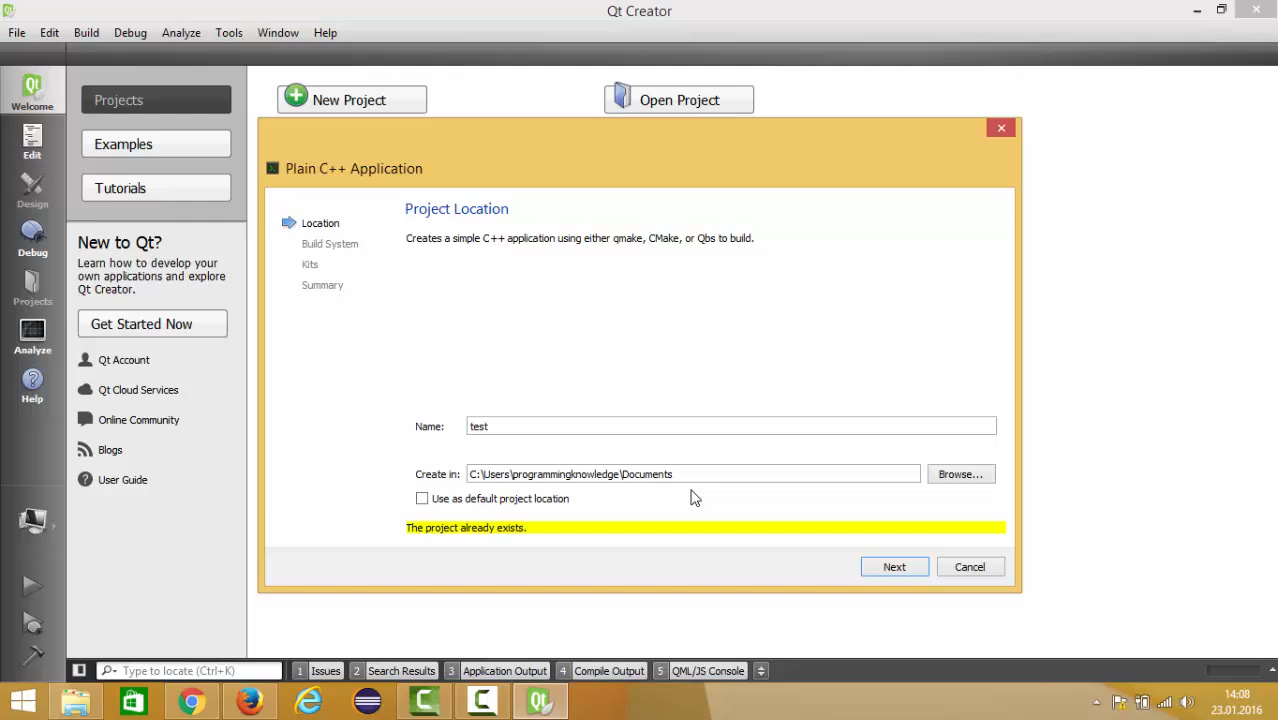 Qt Creator
File Edit Build Debug Analyze Tools Window Help
Qt
Welcome
Edit
Design
Debug
Projects
Analyze
Help
Projects
Examples
Tutorials
New to Qt?
Learn how to develop your
own applications and explore
Qt Creator.
Get Started Now
Qt Account
Qt Cloud Services
Online Community
Blogs
User Guide
New Project
Open Project
Plain C++ Application
Location
Build System
Kits
Summary
Project Location
Creates a simple C++ application using either qmake, CMake, or Qbs to build.
Name: test
Create in: C:\Users\programmingknowledge\Documents Browse...
Use as default project location
The project already exists.
Next Cancel
Type to locate (Ctrl+K) 1 Issues 2 Search Results 3 Application Output 4 Compile Output 5 QML/JS Console
14:08
23.01.2016